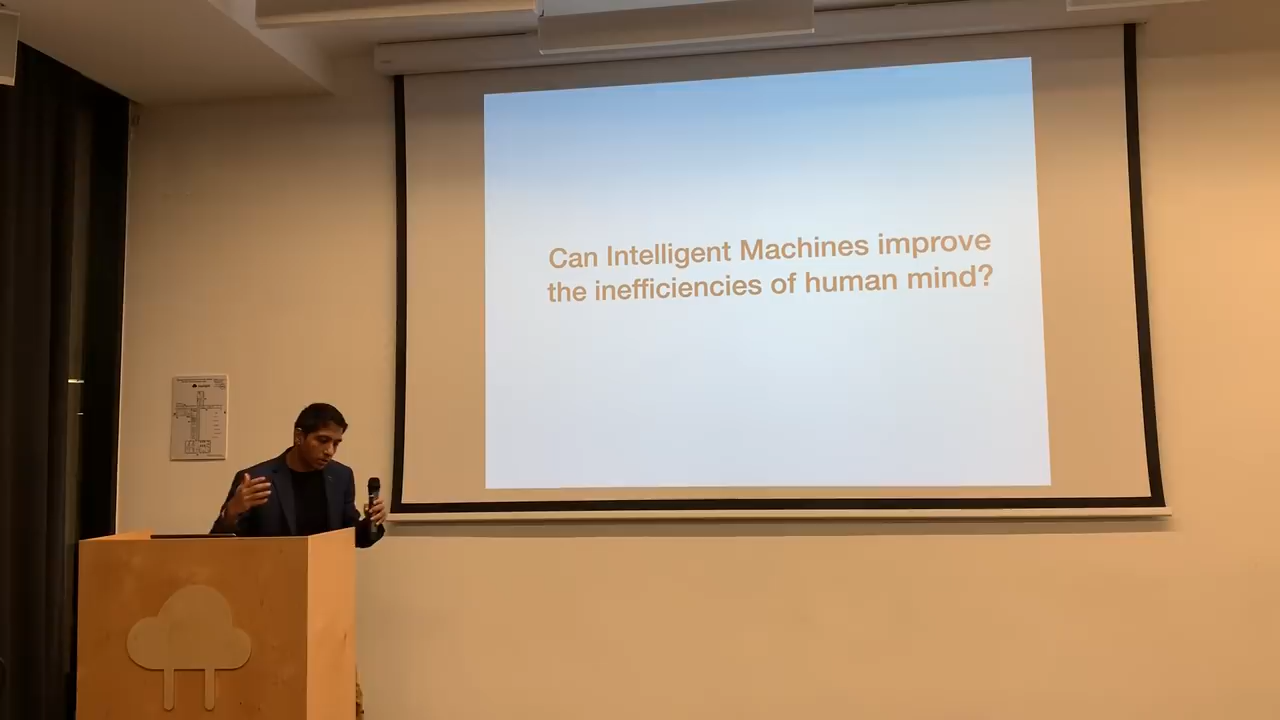 Can Intelligent Machines improve
the inefficiencies of human mind?